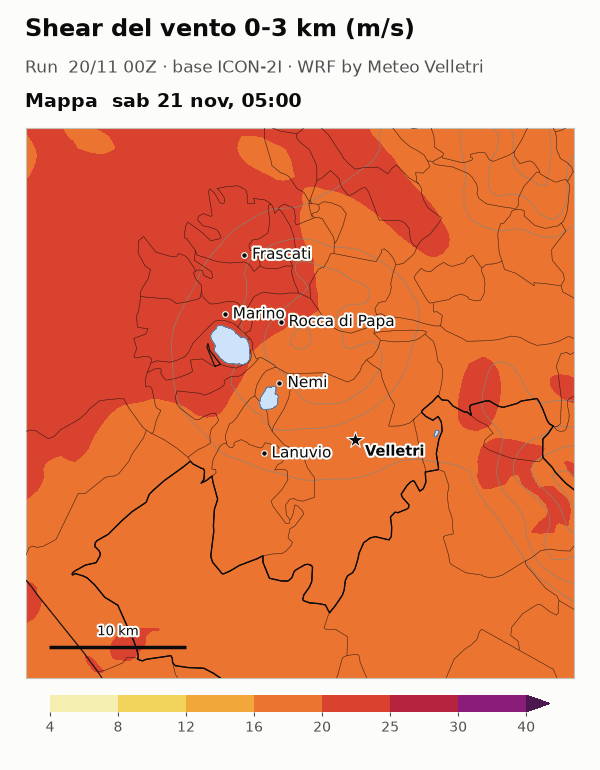 Shear del vento 0-3 km (m/s)
Run  20/11 00Z · base ICON-2I · WRF by Meteo Velletri
Mappa  sab 21 nov, 05:00
Frascati
Marino
Rocca di Papa
Nemi
Velletri
Lanuvio
10 km
4 8 12 16 20 25 30 40